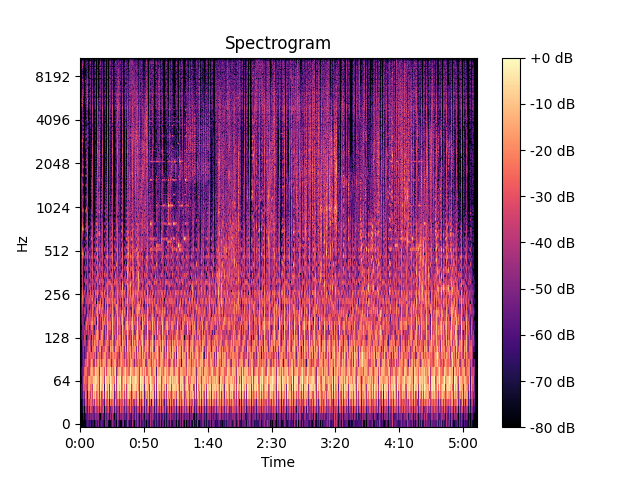 Spectrogram
8192
4096
2048
1024
512
256
128
64
0
Hz
0:00 0:50 1:40 2:30 3:20 4:10 5:00
Time
+0 dB
-10 dB
-20 dB
-30 dB
-40 dB
-50 dB
-60 dB
-70 dB
-80 dB